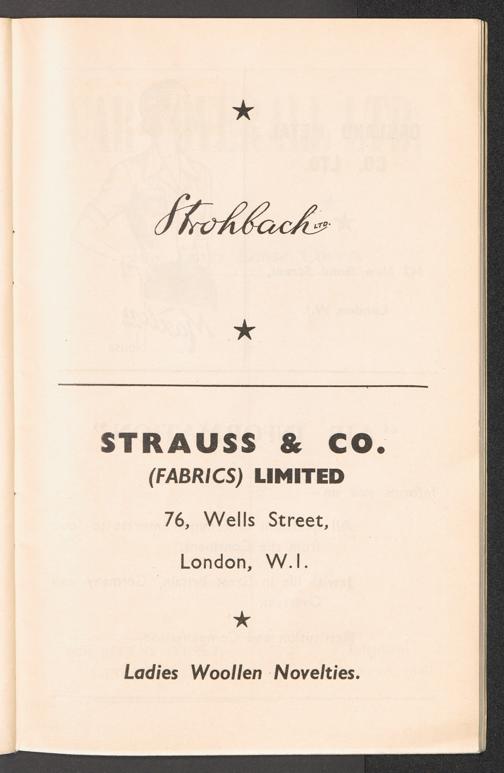 Strohbach LTD.
STRAUSS & CO.
(FABRICS) LIMITED
76, Wells Street,
London, W.1.
Ladies Woollen Novelties.